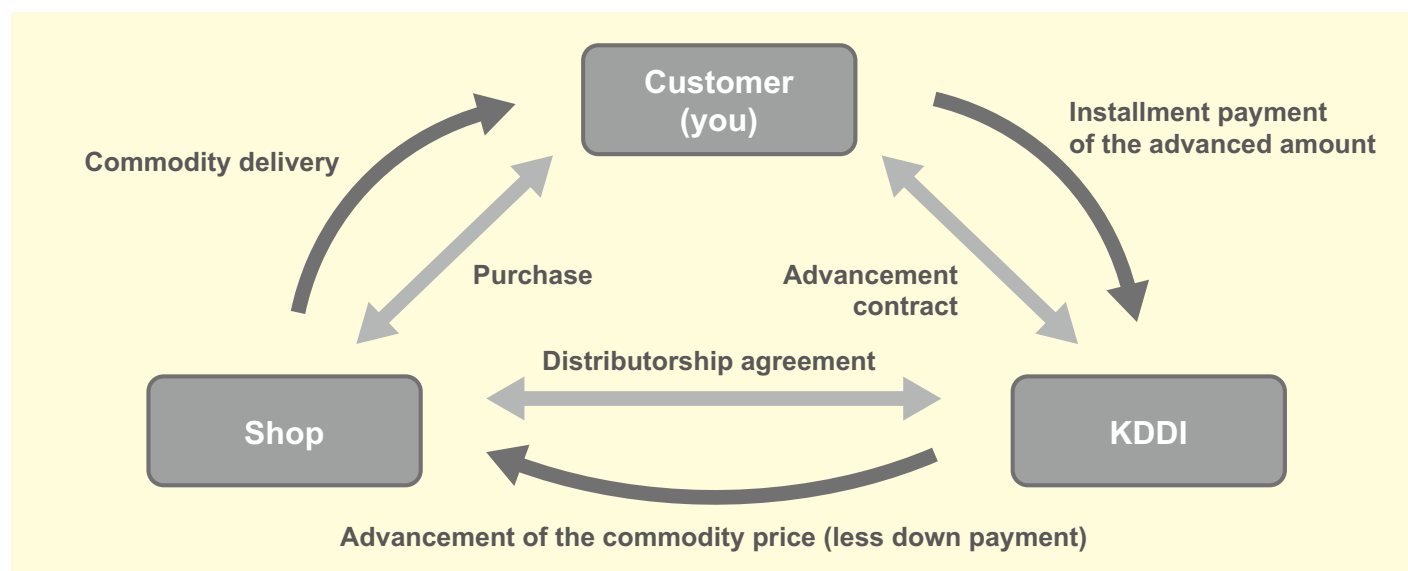 Customer
(you)
Installment payment
of the advanced amount
Commodity delivery
Purchase
Advancement
contract
Distributorship agreement
Shop
KDDI
Advancement of the commodity price (less down payment)